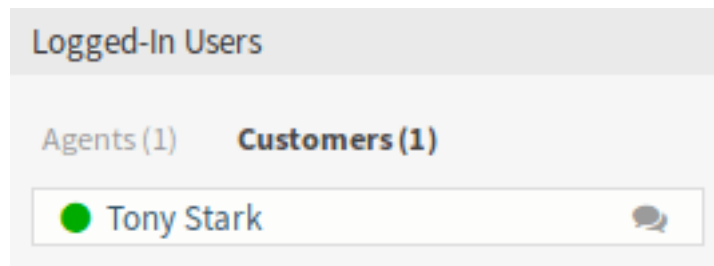 Logged-In Users
Agents (1) Customers (1)
Tony Stark